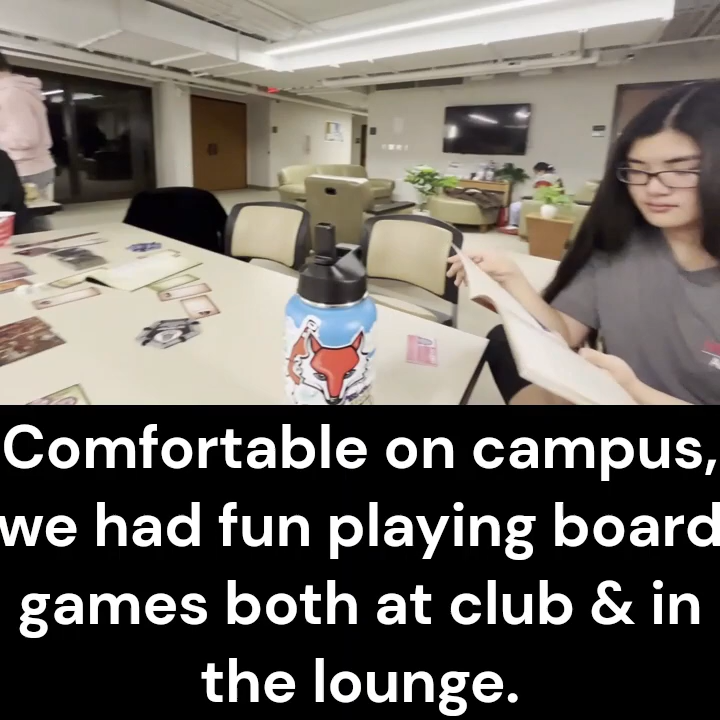 Comfortable on campus,
we had fun playing board
games both at club & in
the lounge.